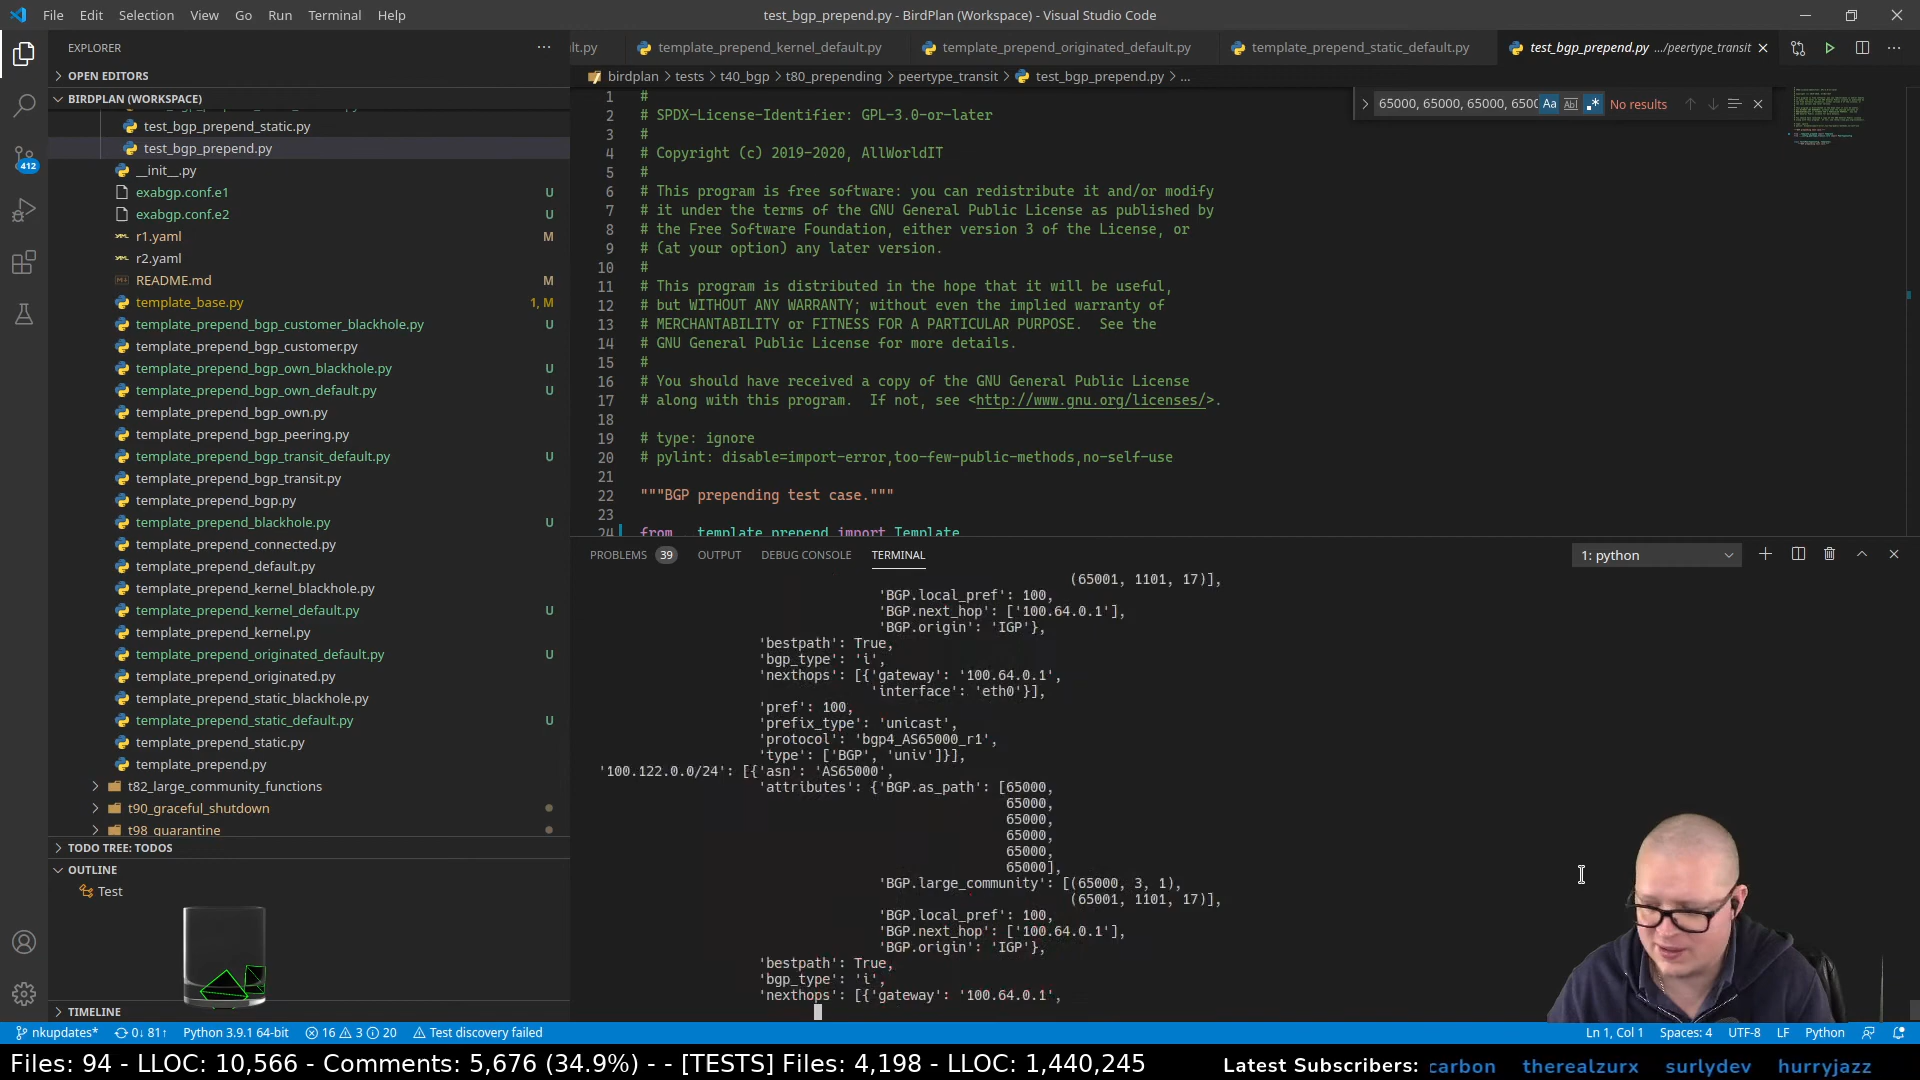 File Edit Selection View Go Run Terminal Help
test_bgp_prepend.py - BirdPlan (Workspace) - Visual Studio Code
EXPLORER
OPEN EDITORS
BIRDPLAN (WORKSPACE)
test_bgp_prepend_static.py
test_bgp_prepend.py
__init__.py
exabgp.conf.e1 U
exabgp.conf.e2 U
r1.yaml M
r2.yaml
README.md M
template_base.py 1, M
template_prepend_bgp_customer_blackhole.py U
template_prepend_bgp_customer.py
template_prepend_bgp_own_blackhole.py U
template_prepend_bgp_own_default.py U
template_prepend_bgp_own.py
template_prepend_bgp_peering.py
template_prepend_bgp_transit_default.py U
template_prepend_bgp_transit.py
template_prepend_bgp.py
template_prepend_blackhole.py U
template_prepend_connected.py
template_prepend_default.py
template_prepend_kernel_blackhole.py
template_prepend_kernel_default.py U
template_prepend_kernel.py
template_prepend_originated_default.py U
template_prepend_originated.py
template_prepend_static_blackhole.py
template_prepend_static_default.py U
template_prepend_static.py
template_prepend.py
t82_large_community_functions
t90_graceful_shutdown
t98_quarantine
TODO TREE: TODOS
OUTLINE
Test
TIMELINE
412
lt.py template_prepend_kernel_default.py template_prepend_originated_default.py template_prepend_static_default.py test_bgp_prepend.py .../peertype_transit
birdplan > tests > t40_bgp > t80_prepending > peertype_transit > test_bgp_prepend.py > ...
65000, 65000, 65000, 6500 Aa Abl .* No results
1 #
2 # SPDX-License-Identifier: GPL-3.0-or-later
3 #
4 # Copyright (c) 2019-2020, AllWorldIT
5 #
6 # This program is free software: you can redistribute it and/or modify
7 # it under the terms of the GNU General Public License as published by
8 # the Free Software Foundation, either version 3 of the License, or
9 # (at your option) any later version.
10 #
11 # This program is distributed in the hope that it will be useful,
12 # but WITHOUT ANY WARRANTY; without even the implied warranty of
13 # MERCHANTABILITY or FITNESS FOR A PARTICULAR PURPOSE.  See the
14 # GNU General Public License for more details.
15 #
16 # You should have received a copy of the GNU General Public License
17 # along with this program.  If not, see <http://www.gnu.org/licenses/>.
18
19 # type: ignore
20 # pylint: disable=import-error,too-few-public-methods,no-self-use
21
22 """BGP prepending test case."""
23
24 from ..template_prepend import Template
PROBLEMS 39 OUTPUT DEBUG CONSOLE TERMINAL 1: python
(65001, 1101, 17)],
'BGP.local_pref': 100,
'BGP.next_hop': ['100.64.0.1'],
'BGP.origin': 'IGP'},
'bestpath': True,
'bgp_type': 'i',
'nexthops': [{'gateway': '100.64.0.1',
'interface': 'eth0'}],
'pref': 100,
'prefix_type': 'unicast',
'protocol': 'bgp4_AS65000_r1',
'type': ['BGP', 'univ']}],
'100.122.0.0/24': [{'asn': 'AS65000',
'attributes': {'BGP.as_path': [65000,
65000,
65000,
65000,
65000,
65000],
'BGP.large_community': [(65000, 3, 1),
(65001, 1101, 17)],
'BGP.local_pref': 100,
'BGP.next_hop': ['100.64.0.1'],
'BGP.origin': 'IGP'},
'bestpath': True,
'bgp_type': 'i',
'nexthops': [{'gateway': '100.64.0.1',
nkupdates* 0↓ 81↑ Python 3.9.1 64-bit 16 3 20 Test discovery failed Ln 1, Col 1 Spaces: 4 UTF-8 LF Python
Files: 94 - LLOC: 10,566 - Comments: 5,676 (34.9%) - - [TESTS] Files: 4,198 - LLOC: 1,440,245 Latest Subscribers: carbon therealzurx surlydev hurryjazz